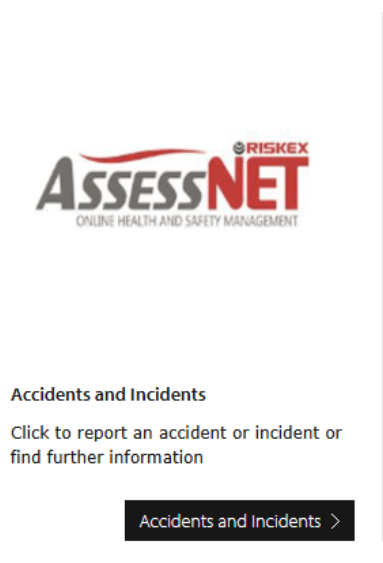 RISKEX
ASSESSNET
ONLINE HEALTH AND SAFETY MANAGEMENT
Accidents and Incidents
Click to report an accident or incident or
find further information
Accidents and Incidents >